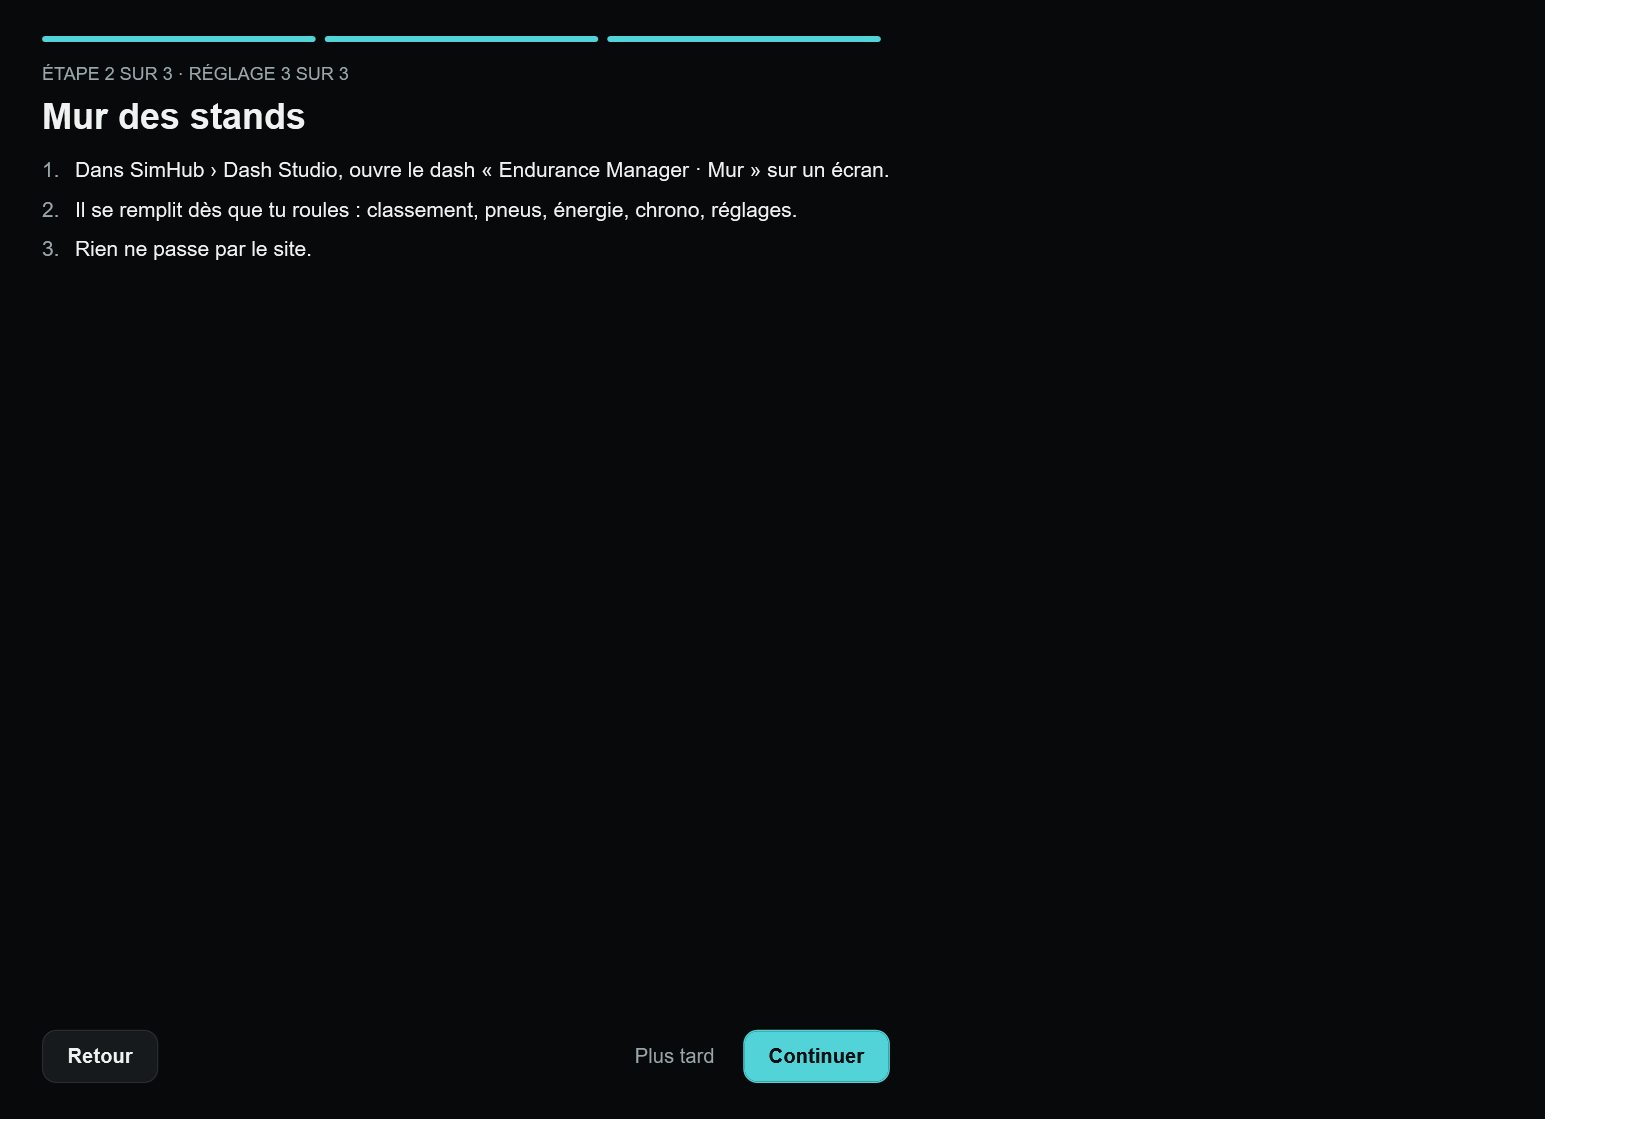 ÉTAPE 2 SUR 3 · RÉGLAGE 3 SUR 3
Mur des stands
1. Dans SimHub › Dash Studio, ouvre le dash « Endurance Manager · Mur » sur un écran.
2. Il se remplit dès que tu roules : classement, pneus, énergie, chrono, réglages.
3. Rien ne passe par le site.
Retour
Plus tard
Continuer